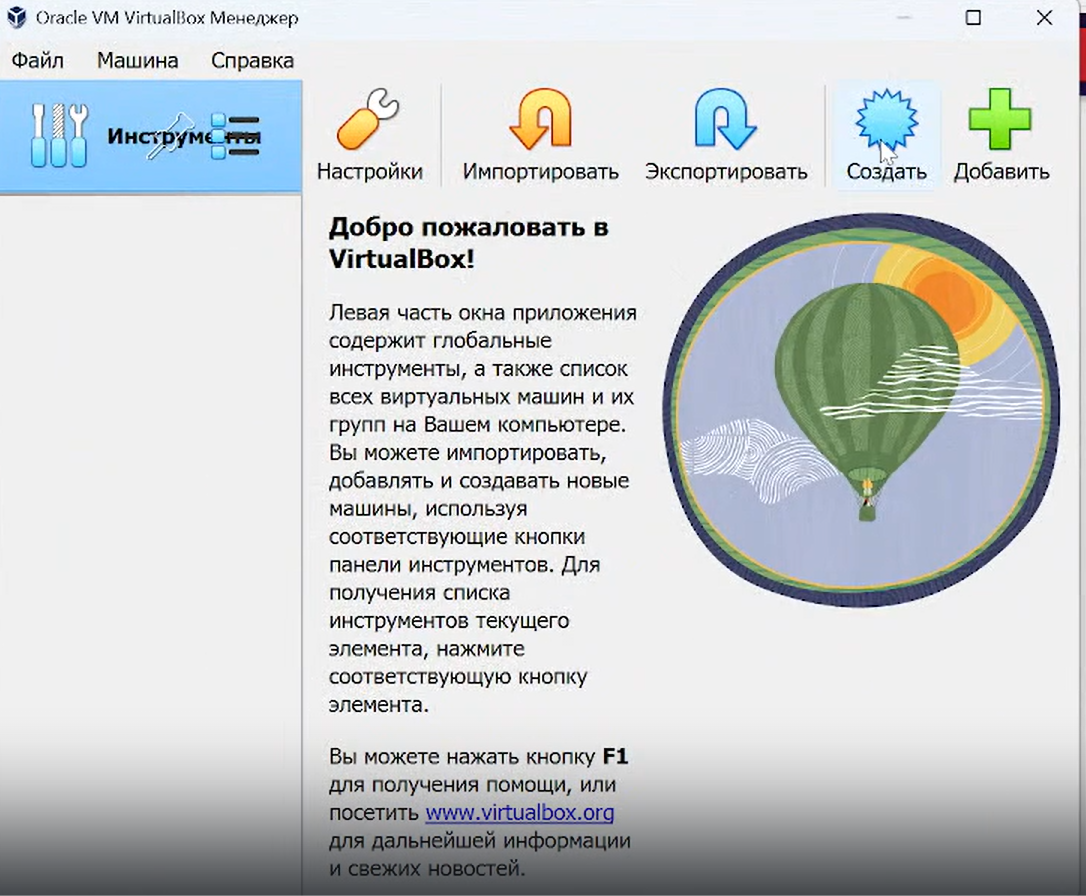 Oracle VM VirtualBox Менеджер
Файл Машина Справка
Инструменты
Настройки Импортировать Экспортировать Создать Добавить
Добро пожаловать в
VirtualBox!
Левая часть окна приложения
содержит глобальные
инструменты, а также список
всех виртуальных машин и их
групп на Вашем компьютере.
Вы можете импортировать,
добавлять и создавать новые
машины, используя
соответствующие кнопки
панели инструментов. Для
получения списка
инструментов текущего
элемента, нажмите
соответствующую кнопку
элемента.
Вы можете нажать кнопку F1
для получения помощи, или
посетить www.virtualbox.org
для дальнейшей информации
и свежих новостей.